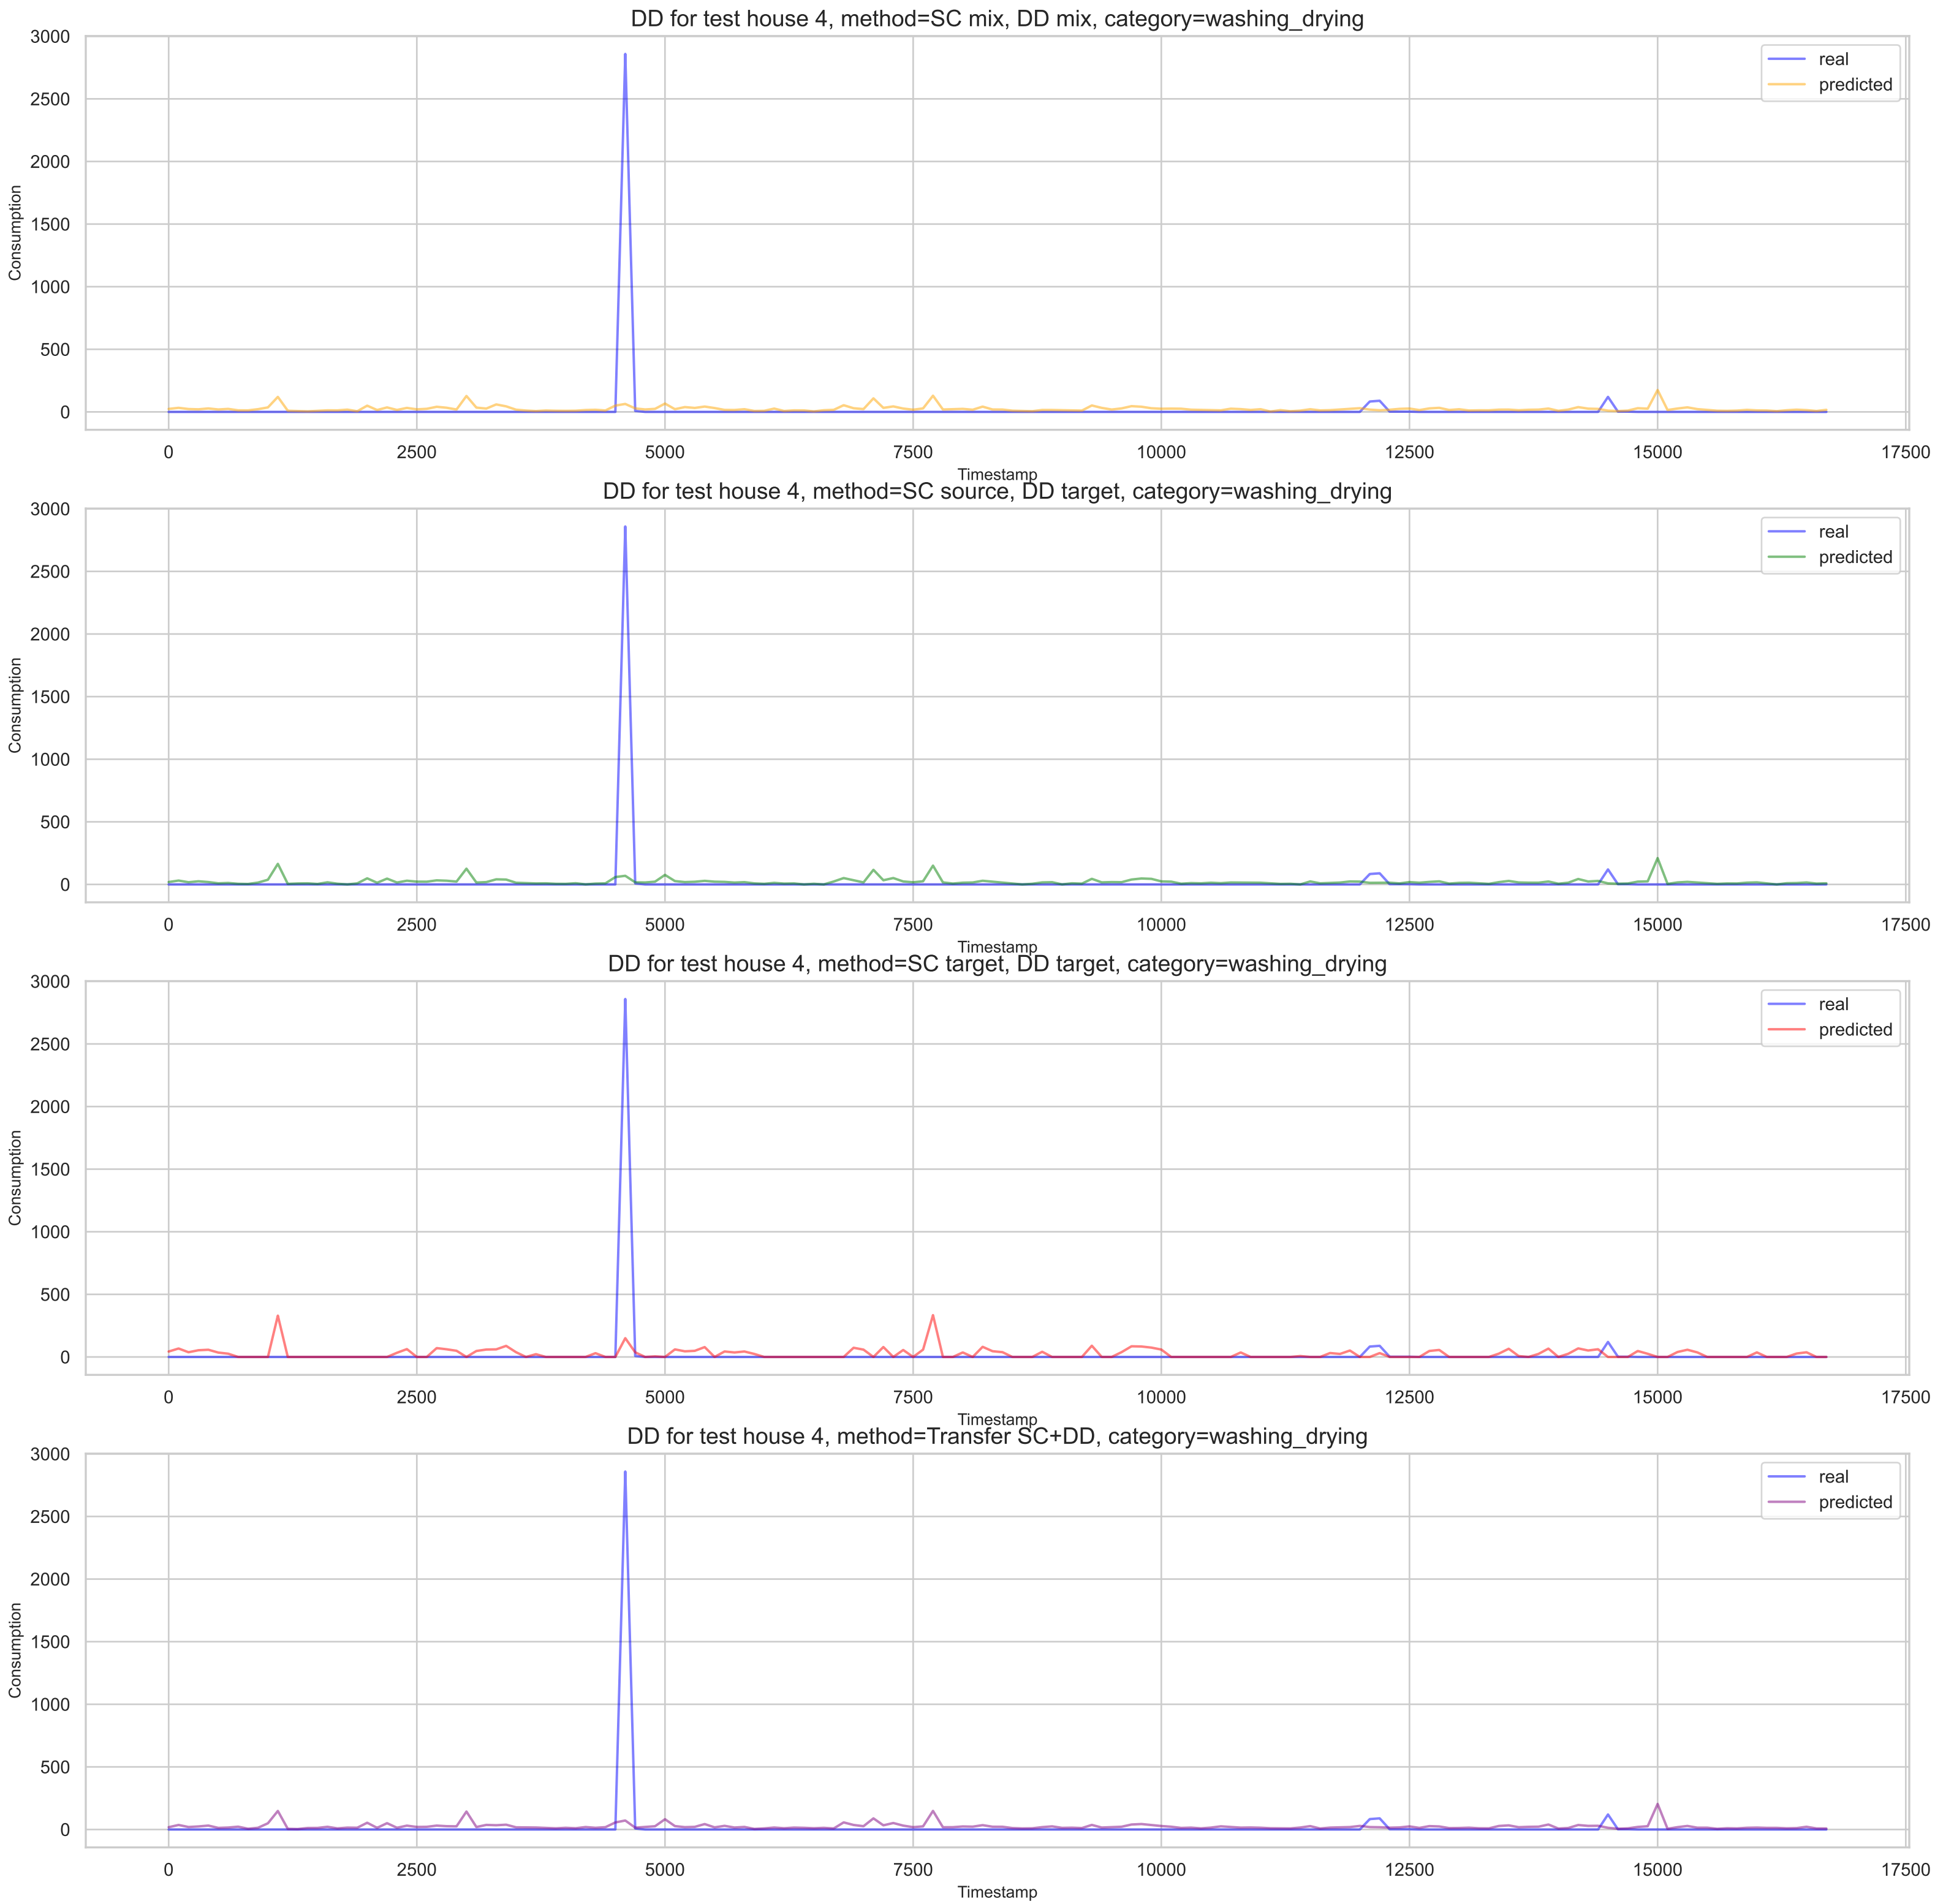 DD for test house 4, method=SC mix, DD mix, category=washing_drying
3000
2500
2000
1500
1000
500
0
Consumption
real
predicted
0 2500 5000 7500 10000 12500 15000 17500
Timestamp
DD for test house 4, method=SC source, DD target, category=washing_drying
3000
2500
2000
1500
1000
500
0
Consumption
real
predicted
0 2500 5000 7500 10000 12500 15000 17500
Timestamp
DD for test house 4, method=SC target, DD target, category=washing_drying
3000
2500
2000
1500
1000
500
0
Consumption
real
predicted
0 2500 5000 7500 10000 12500 15000 17500
Timestamp
DD for test house 4, method=Transfer SC+DD, category=washing_drying
3000
2500
2000
1500
1000
500
0
Consumption
real
predicted
0 2500 5000 7500 10000 12500 15000 17500
Timestamp